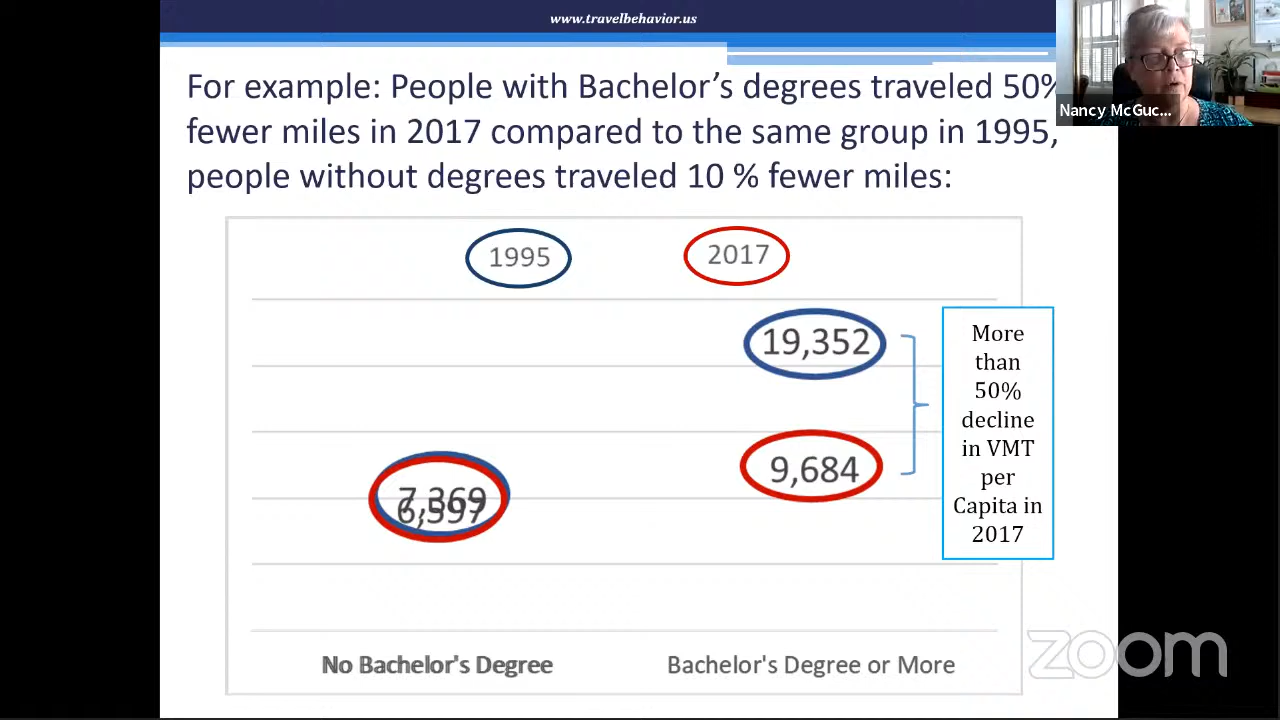 www.travelbehavior.us
For example: People with Bachelor's degrees traveled 50%
fewer miles in 2017 compared to the same group in 1995,
people without degrees traveled 10 % fewer miles:
Nancy McGuc...
1995
2017
19,352
9,684
7,369
6,597
More
than
50%
decline
in VMT
per
Capita in
2017
No Bachelor's Degree
Bachelor's Degree or More
zoom